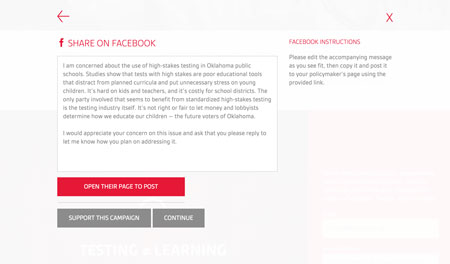 X
SHARE ON FACEBOOK
I am concerned about the use of high-stakes testing in Oklahoma public
schools. Studies show that tests with high stakes are poor educational tools
that distract from planned curricula and put unnecessary stress on young
children. It's hard on kids and teachers, and it's costly for school districts. The
only party involved that seems to benefit from standardized high-stakes testing
is the testing industry itself. It's not right or fair to let money and lobbyists
determine how we educate our children — the future voters of Oklahoma.
I would appreciate your concern on this issue and ask that you please reply to
let me know how you plan on addressing it.
OPEN THEIR PAGE TO POST
SUPPORT THIS CAMPAIGN
CONTINUE
FACEBOOK INSTRUCTIONS
Please edit the accompanying message
as you see fit, then copy and post it
to your policymaker's page using the
provided link.
TESTING ≠ LEARNING